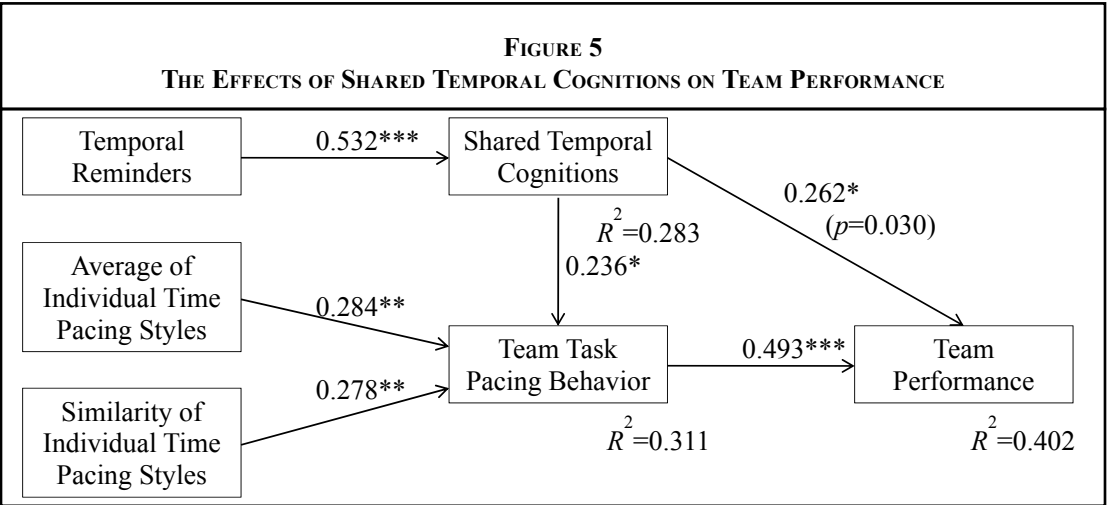 FIGURE 5
THE EFFECTS OF SHARED TEMPORAL COGNITIONS ON TEAM PERFORMANCE
Temporal
Reminders
0.532***
Shared Temporal
Cognitions
0.262*
(p=0.030)
R²=0.283
0.236*
Average of
Individual Time
Pacing Styles
0.284**
Team Task
Pacing Behavior
0.493***
Team
Performance
0.278**
Similarity of
Individual Time
Pacing Styles
R²=0.311
R²=0.402